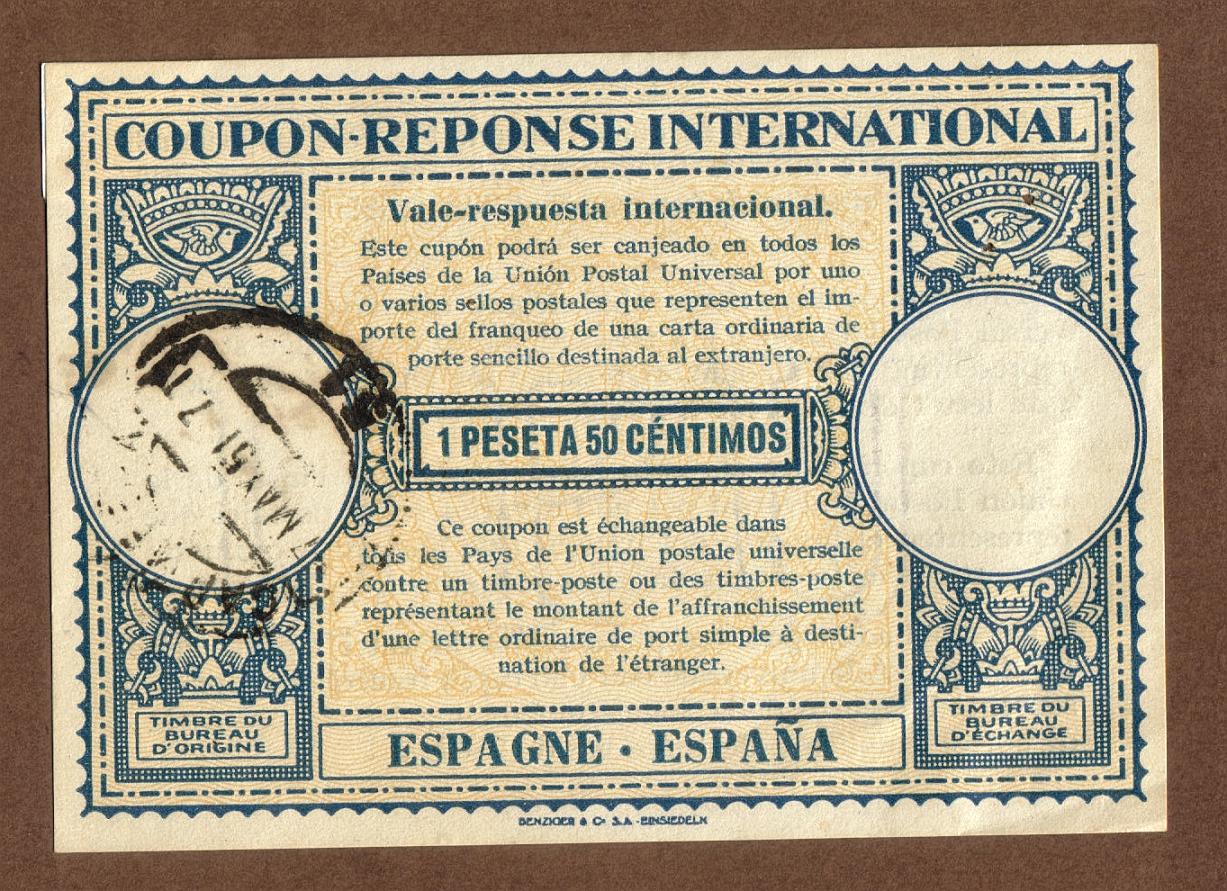 COUPON-REPONSE INTERNATIONAL
Vale-respuesta internacional.
Este cupón podrá ser canjeado en todos los
Paises de la Unión Postal Universal por uno
o varios sellos postales que representen el im-
porte del franqueo de una carta ordinaria de
porte sencillo destinada al extranjero.
1 PESETA 50 CÉNTIMOS
MAY. 51
Ce coupon est échangeable dans
tous les Pays de l'Union postale universelle
contre un timbre-poste ou des timbres-poste
représentant le montant de l'affranchissement
d'une lettre ordinaire de port simple à desti-
nation de l'étranger.
TIMBRE DU
BUREAU
D'ORIGINE
ESPAGNE · ESPAÑA
TIMBRE DU
BUREAU
D'ÉCHANGE
BENZIGER & Co S.A.-EINSIEDELN